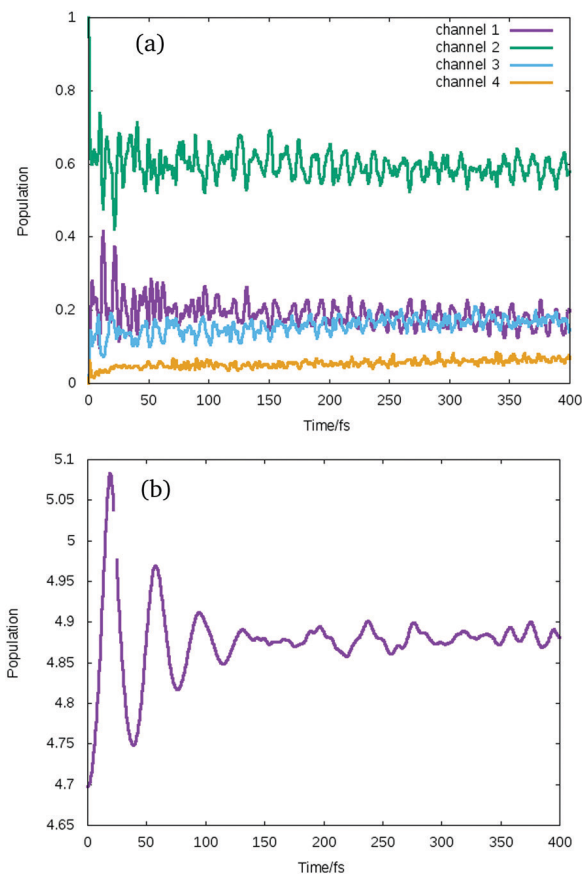 (a)
channel 1
channel 2
channel 3
channel 4
1
0.8
0.6
0.4
0.2
0
Population
0 50 100 150 200 250 300 350 400
Time/fs
(b)
5.1
5.05
5
4.95
4.9
4.85
4.8
4.75
4.7
4.65
Population
0 50 100 150 200 250 300 350 400
Time/fs